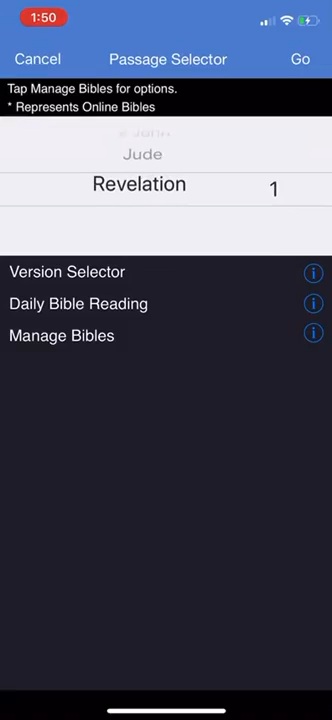 1:50
Cancel Passage Selector Go
Tap Manage Bibles for options.
* Represents Online Bibles
John
Jude
Revelation 1
Version Selector
Daily Bible Reading
Manage Bibles